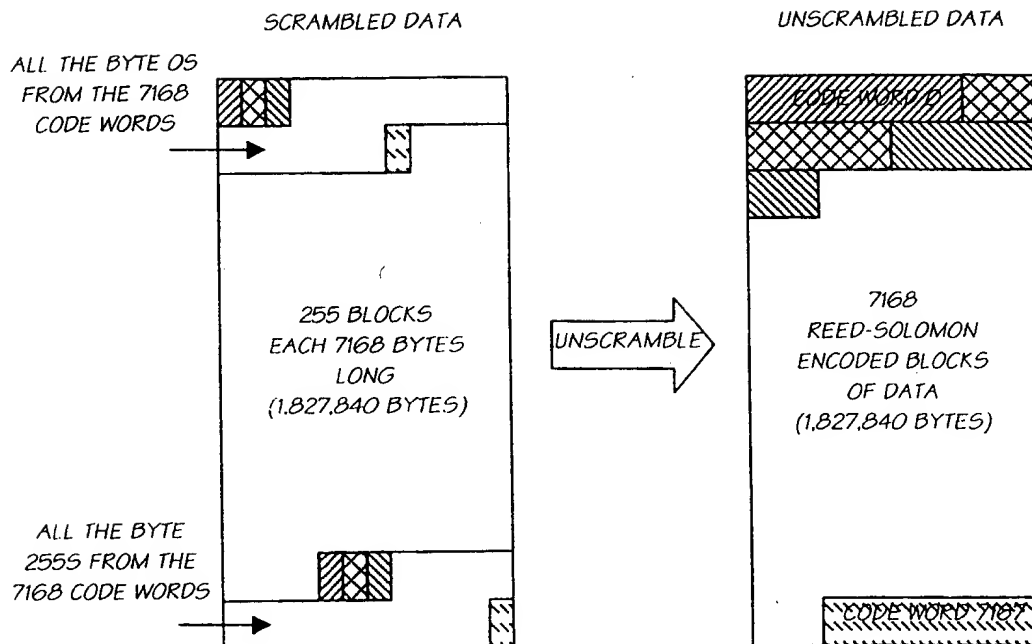 SCRAMBLED DATA
UNSCRAMBLED DATA
ALL THE BYTE 0S
FROM THE 7168
CODE WORDS
CODE WORD 0
255 BLOCKS
EACH 7168 BYTES
LONG
(1,827,840 BYTES)
UNSCRAMBLE
7168
REED-SOLOMON
ENCODED BLOCKS
OF DATA
(1,827,840 BYTES)
ALL THE BYTE
255S FROM THE
7168 CODE WORDS
CODE WORD 7167